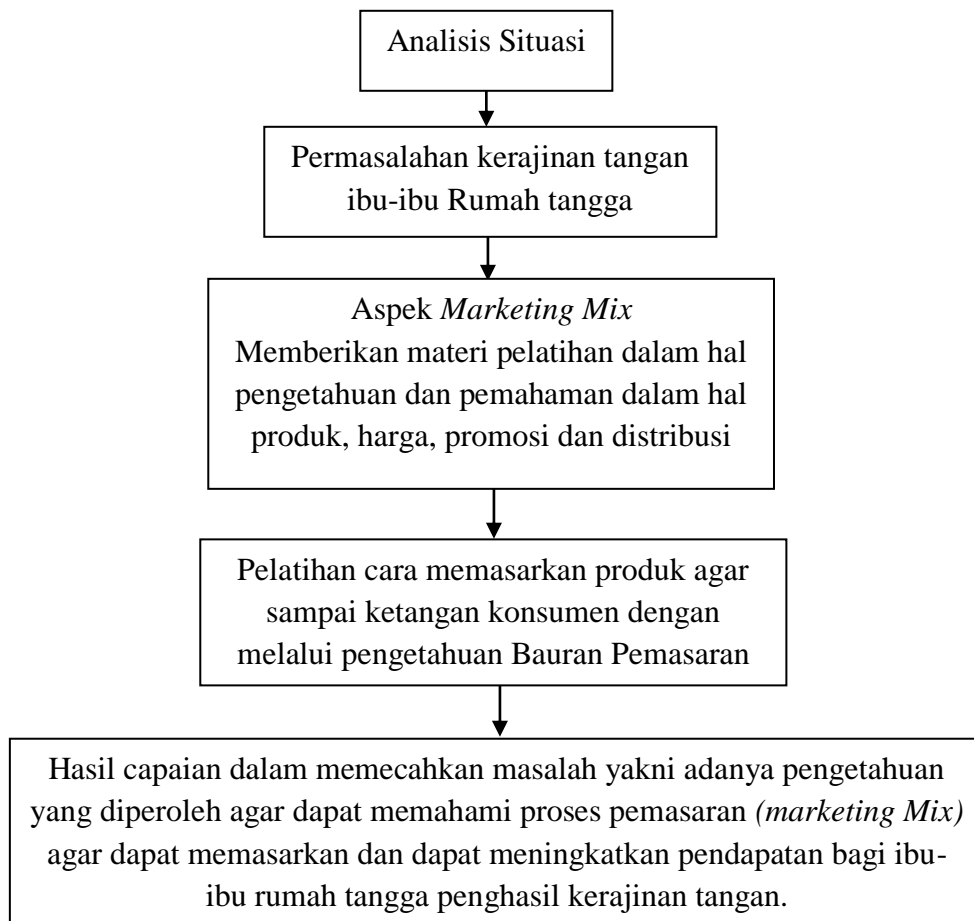 Analisis Situasi
Permasalahan kerajinan tangan
ibu-ibu Rumah tangga
Aspek Marketing Mix
Memberikan materi pelatihan dalam hal
pengetahuan dan pemahaman dalam hal
produk, harga, promosi dan distribusi
Pelatihan cara memasarkan produk agar
sampai ketangan konsumen dengan
melalui pengetahuan Bauran Pemasaran
Hasil capaian dalam memecahkan masalah yakni adanya pengetahuan
yang diperoleh agar dapat memahami proses pemasaran (marketing Mix)
agar dapat memasarkan dan dapat meningkatkan pendapatan bagi ibu-
ibu rumah tangga penghasil kerajinan tangan.